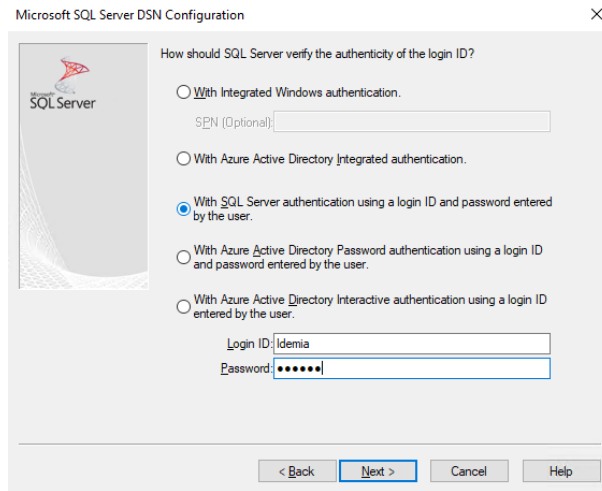 Microsoft SQL Server DSN Configuration
How should SQL Server verify the authenticity of the login ID?
Microsoft
SQL Server
With Integrated Windows authentication.
SPN (Optional):
With Azure Active Directory Integrated authentication.
With SQL Server authentication using a login ID and password entered
by the user.
With Azure Active Directory Password authentication using a login ID
and password entered by the user.
With Azure Active Directory Interactive authentication using a login ID
entered by the user.
Login ID: Idemia
Password: ●●●●●●
< Back Next > Cancel Help